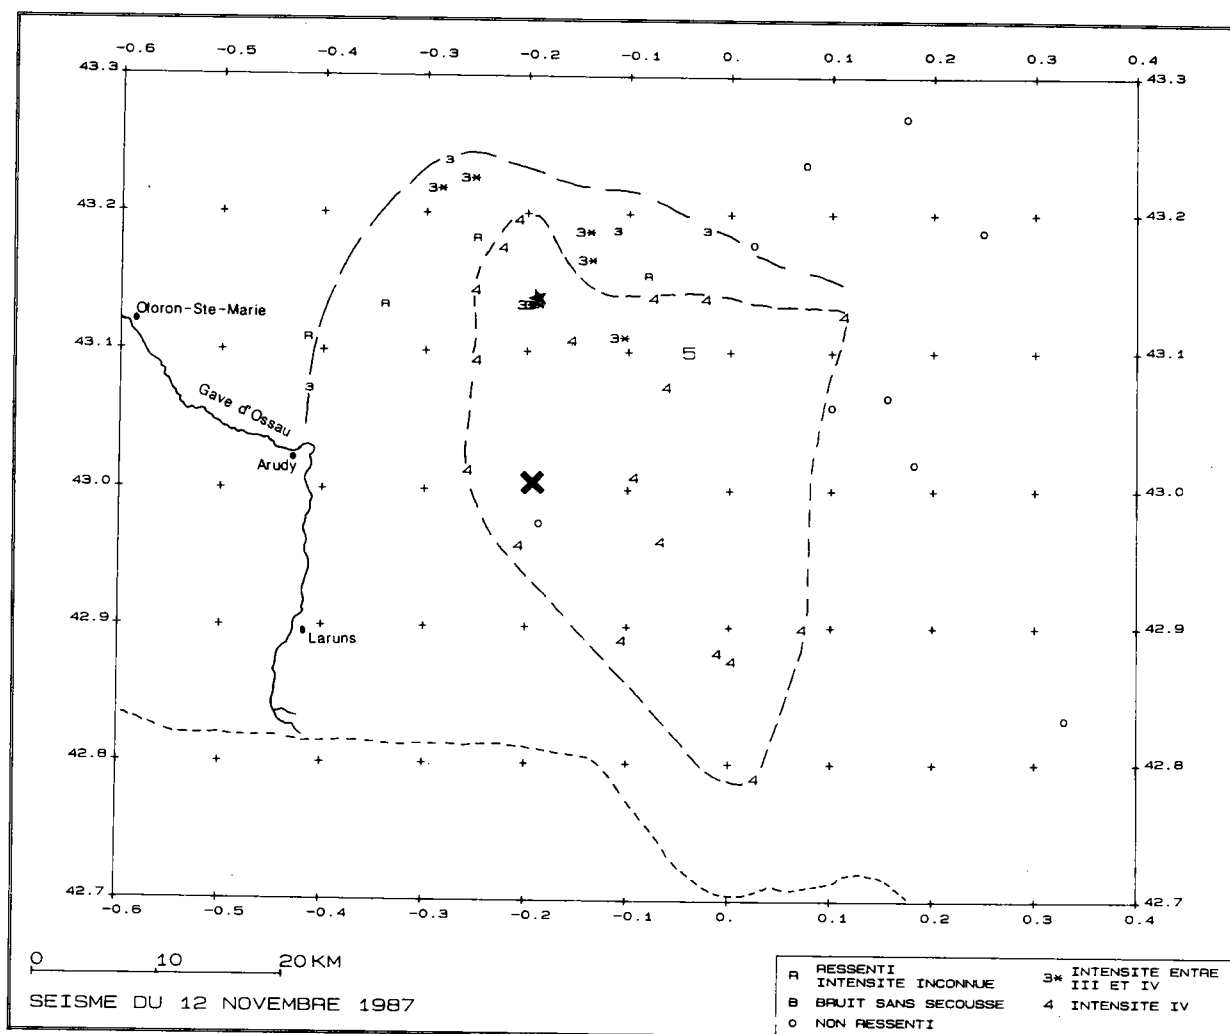 -0.6 -0.5 -0.4 -0.3 -0.2 -0.1 0. 0.1 0.2 0.3 0.4
43.3 43.3
3
3* 3*
43.2 4 43.2
R 4 3* 3 3
3*
R
R 4 3* 4 4 4
Oloron-Ste-Marie
R 4 3* 5
43.1 4 43.1
3 4
Gave d'Ossau
Arudy
4 4
43.0 43.0
4 4
42.9 4 4 42.9
Laruns 4 4
42.8 4 42.8
42.7 42.7
-0.6 -0.5 -0.4 -0.3 -0.2 -0.1 0. 0.1 0.2 0.3 0.4
0 10 20 KM
SEISME DU 12 NOVEMBRE 1987
R RESSENTI
INTENSITE INCONNUE
B BRUIT SANS SECOUSSE
o NON RESSENTI
3* INTENSITE ENTRE
III ET IV
4 INTENSITE IV